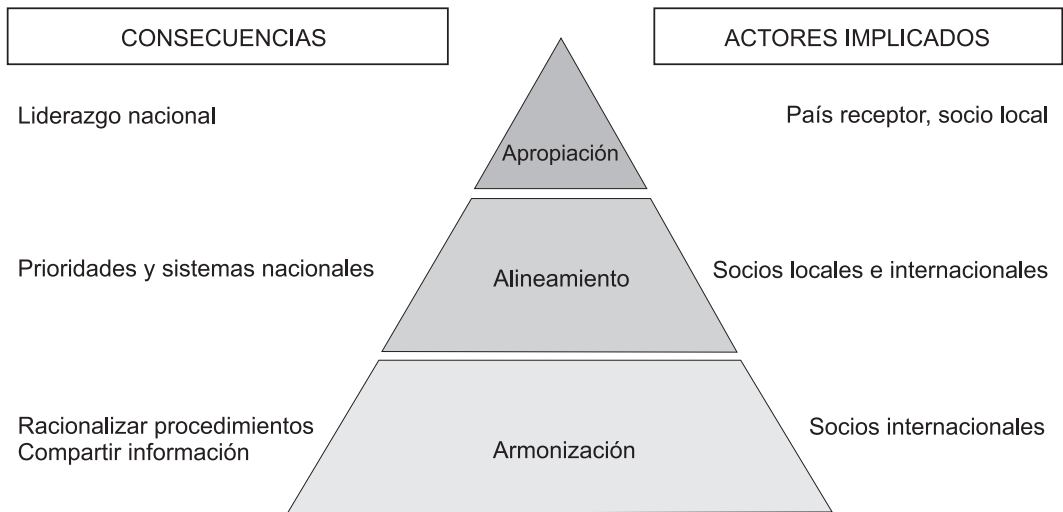 CONSECUENCIAS
ACTORES IMPLICADOS
Liderazgo nacional
Apropiación
País receptor, socio local
Prioridades y sistemas nacionales
Alineamiento
Socios locales e internacionales
Racionalizar procedimientos
Compartir información
Armonización
Socios internacionales